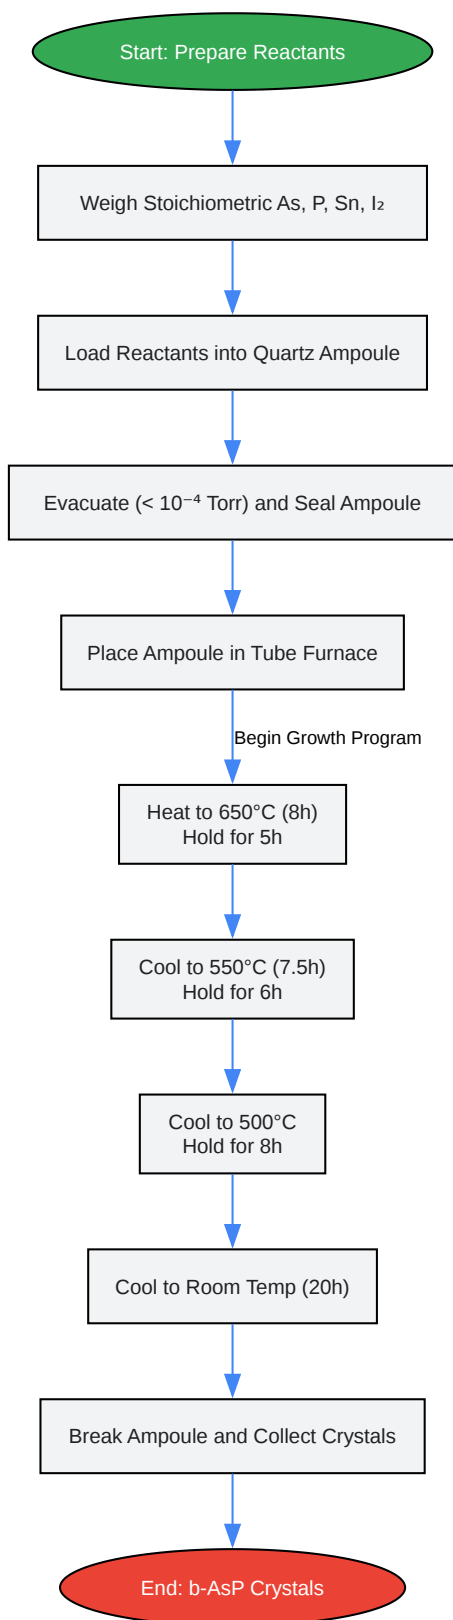 Start: Prepare Reactants
Weigh Stoichiometric As, P, Sn, I₂
Load Reactants into Quartz Ampoule
Evacuate (< 10⁻⁴ Torr) and Seal Ampoule
Place Ampoule in Tube Furnace
Begin Growth Program
Heat to 650°C (8h)
Hold for 5h
Cool to 550°C (7.5h)
Hold for 6h
Cool to 500°C
Hold for 8h
Cool to Room Temp (20h)
Break Ampoule and Collect Crystals
End: b-AsP Crystals